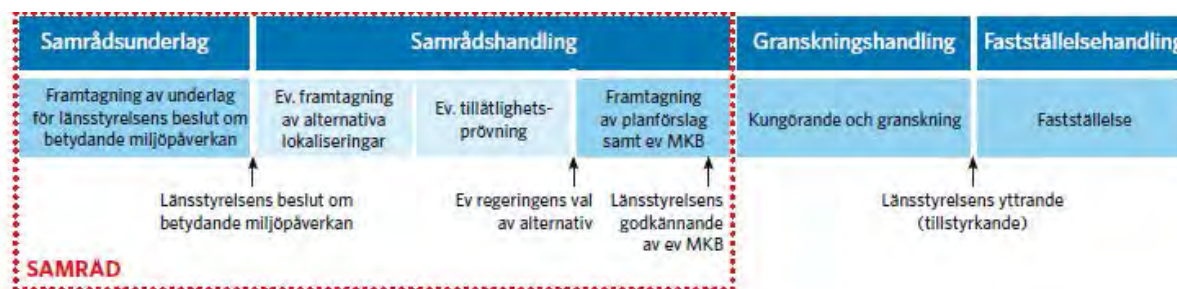 Samrådsunderlag
Samrådshandling
Granskningshandling
Fastställelsehandling
Framtagning av underlag
för länsstyrelsens beslut om
betydande miljöpåverkan
Ev. framtagning
av alternativa
lokaliseringar
Ev. tillåtlighets-
prövning
Framtagning
av planförslag
samt ev MKB
Kungörande och granskning
Fastställelse
Länsstyrelsens beslut om
betydande miljöpåverkan
Ev regeringens val
av alternativ
Länsstyrelsens
godkännande
av ev MKB
Länsstyrelsens yttrande
(tillstyrkande)
SAMRÅD